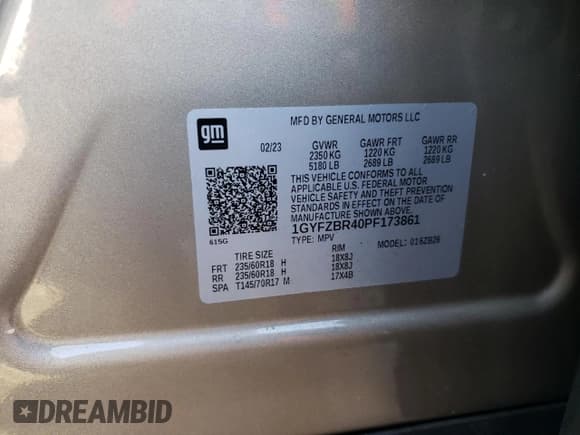 gm
MFD BY GENERAL MOTORS LLC
02/23 GVWR GAWR FRT GAWR RR
2350 KG 1220 KG 1220 KG
5180 LB 2689 LB 2689 LB
THIS VEHICLE CONFORMS TO ALL
APPLICABLE U.S. FEDERAL MOTOR
VEHICLE SAFETY AND THEFT PREVENTION
STANDARDS IN EFFECT ON THE DATE OF
MANUFACTURE SHOWN ABOVE.
1GYFZBR40PF173861
615G
TYPE: MPV MODEL: 016ZB26
TIRE SIZE RIM
FRT 235/60R18 H 18X8J
RR 235/60R18 H 18X8J
SPA T145/70R17 M 17X4B
DREAMBID